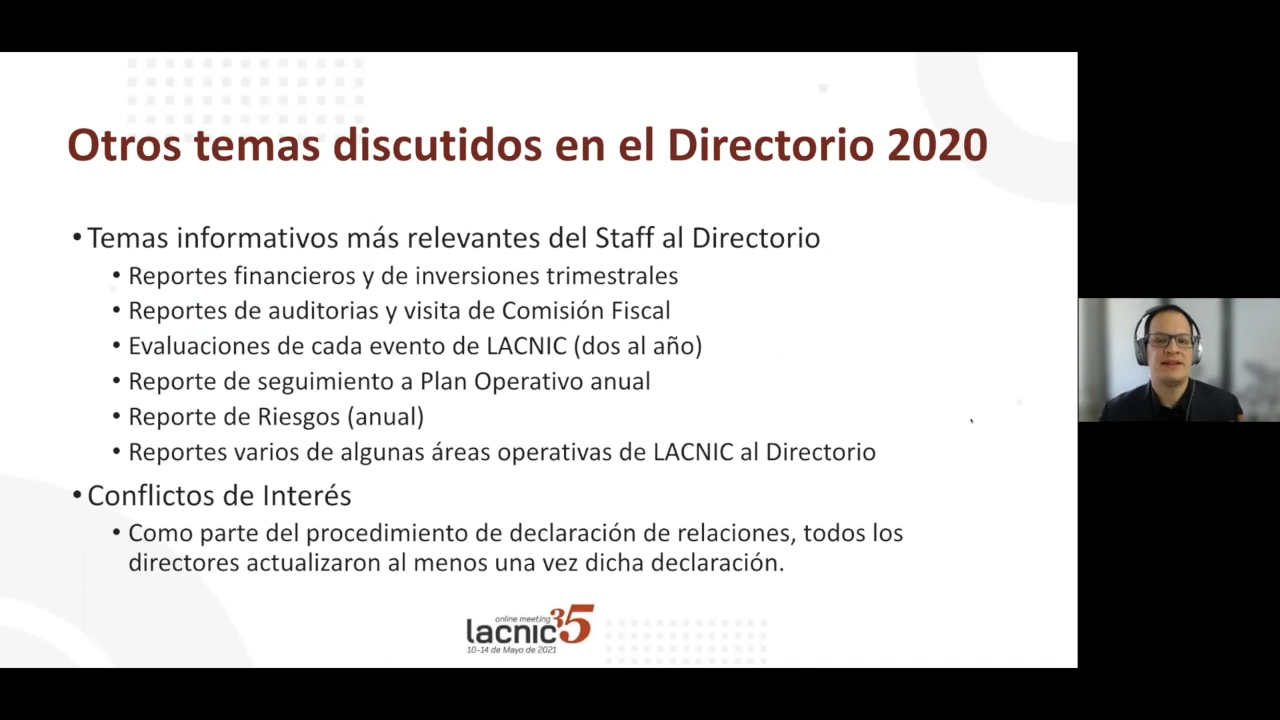 Otros temas discutidos en el Directorio 2020
• Temas informativos más relevantes del Staff al Directorio
• Reportes financieros y de inversiones trimestrales
• Reportes de auditorias y visita de Comisión Fiscal
• Evaluaciones de cada evento de LACNIC (dos al año)
• Reporte de seguimiento a Plan Operativo anual
• Reporte de Riesgos (anual)
• Reportes varios de algunas áreas operativas de LACNIC al Directorio
• Conflictos de Interés
• Como parte del procedimiento de declaración de relaciones, todos los
directores actualizaron al menos una vez dicha declaración.
online meeting
lacnic35
10-14 de Mayo de 2021